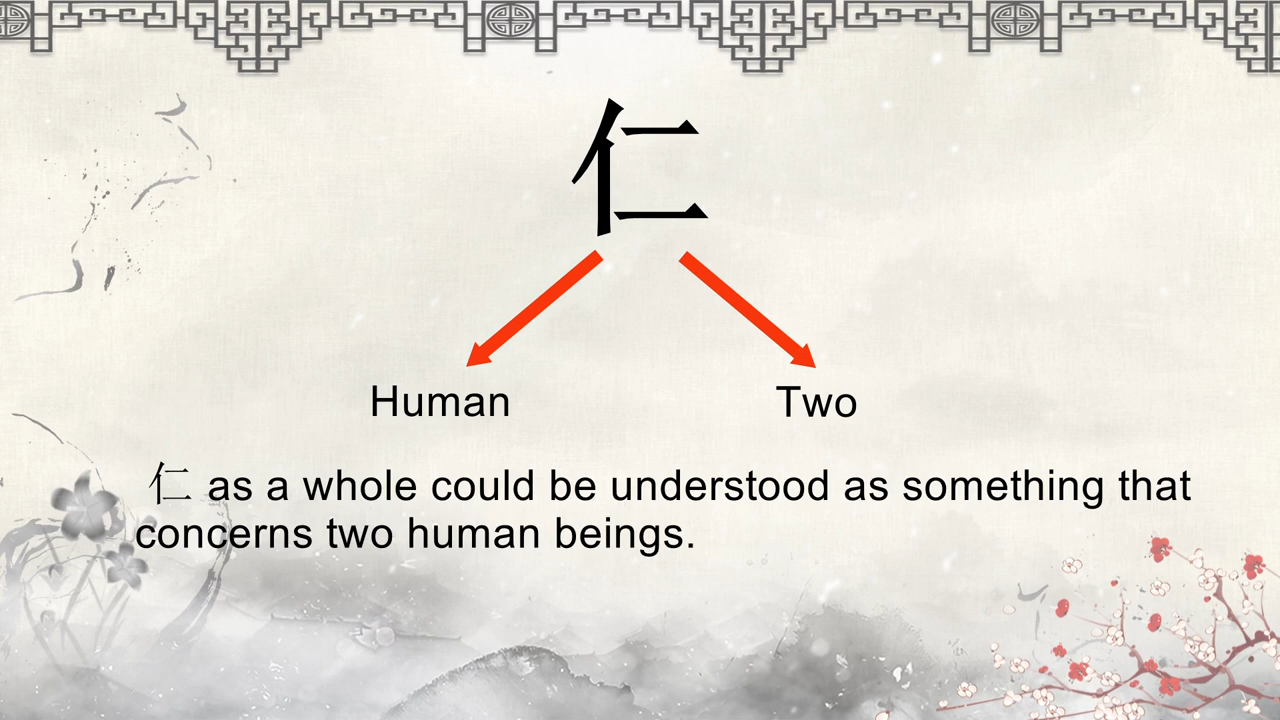 仁
Human
Two
仁 as a whole could be understood as something that
concerns two human beings.